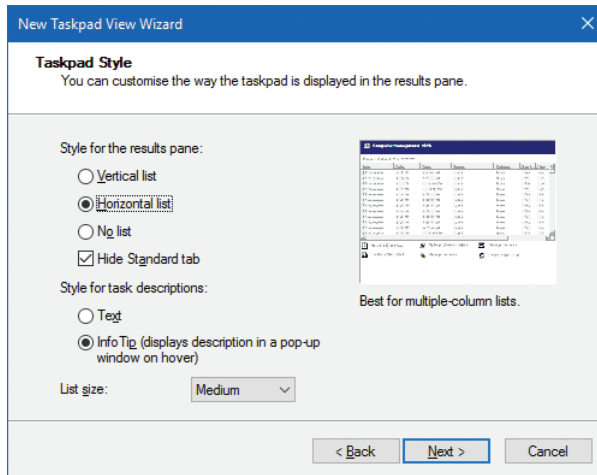 New Taskpad View Wizard
Taskpad Style
You can customise the way the taskpad is displayed in the results pane.
Style for the results pane:
Vertical list
Horizontal list
No list
Hide Standard tab
Style for task descriptions:
Text
InfoTip (displays description in a pop-up
window on hover)
List size:
Medium
Best for multiple-column lists.
< Back
Next >
Cancel